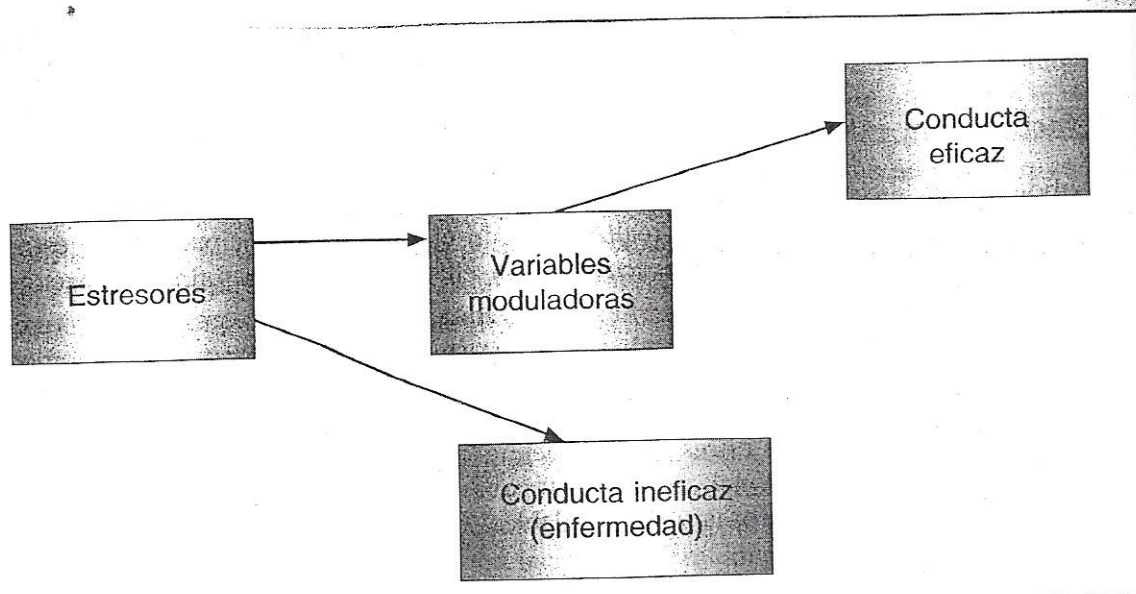 Conducta
eficaz
Estresores
Variables
moduladoras
Conducta ineficaz
(enfermedad)